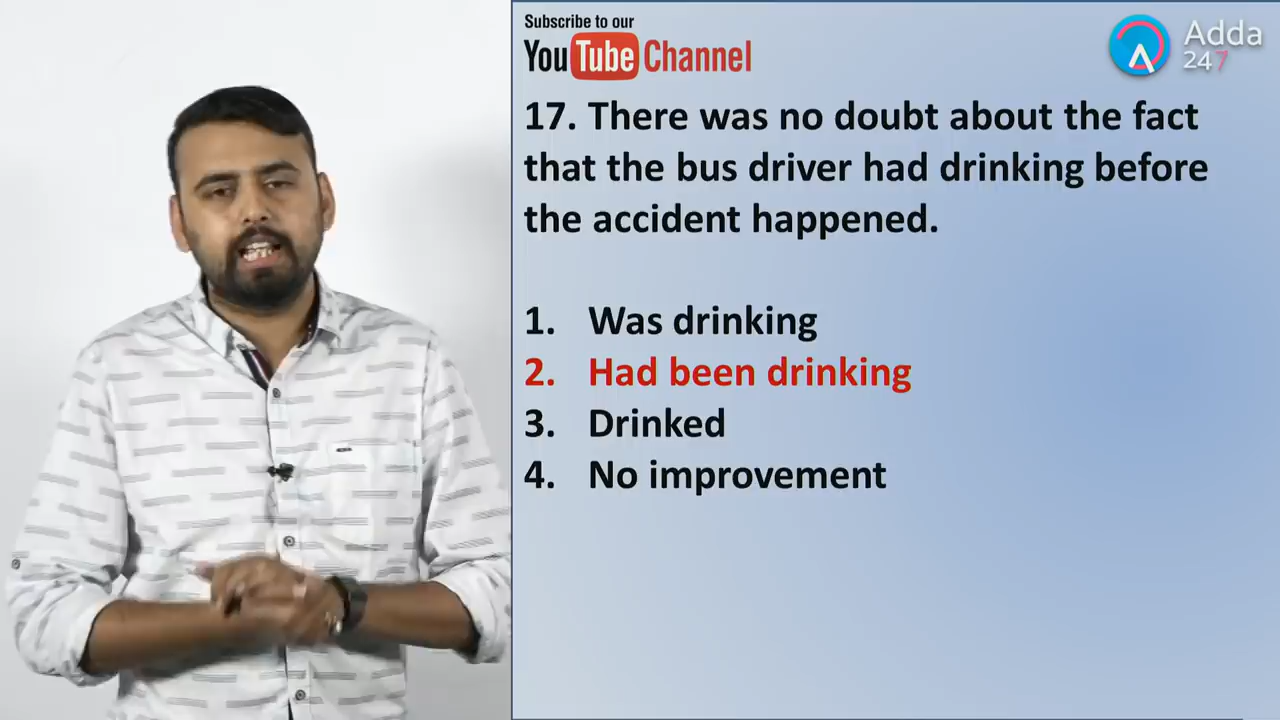 Subscribe to our
YouTube Channel
Adda
247
17. There was no doubt about the fact
that the bus driver had drinking before
the accident happened.
1. Was drinking
2. Had been drinking
3. Drinked
4. No improvement